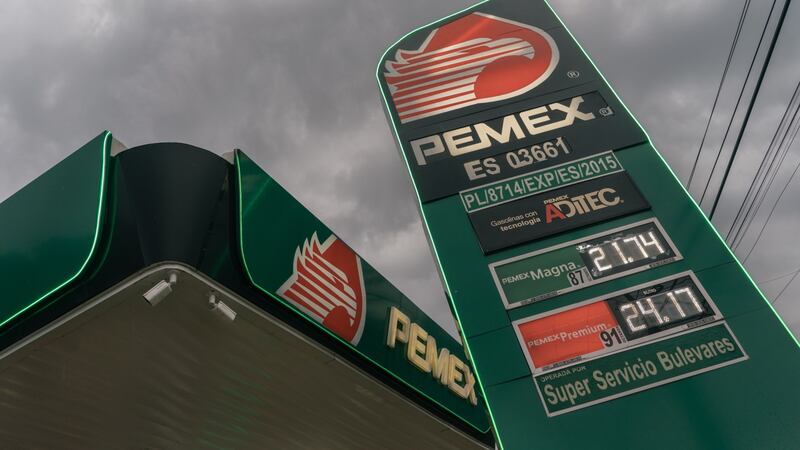 PEMEX
®
PEMEX®
ES 03661
PL/8714/EXP/ES/2015
Gasolinas con tecnología
PEMEX
ADITEC
PEMEX Magna
87
21.74
PEMEX Premium
91
24.17
OPERADA POR
Super Servicio Bulevares
PEMEX